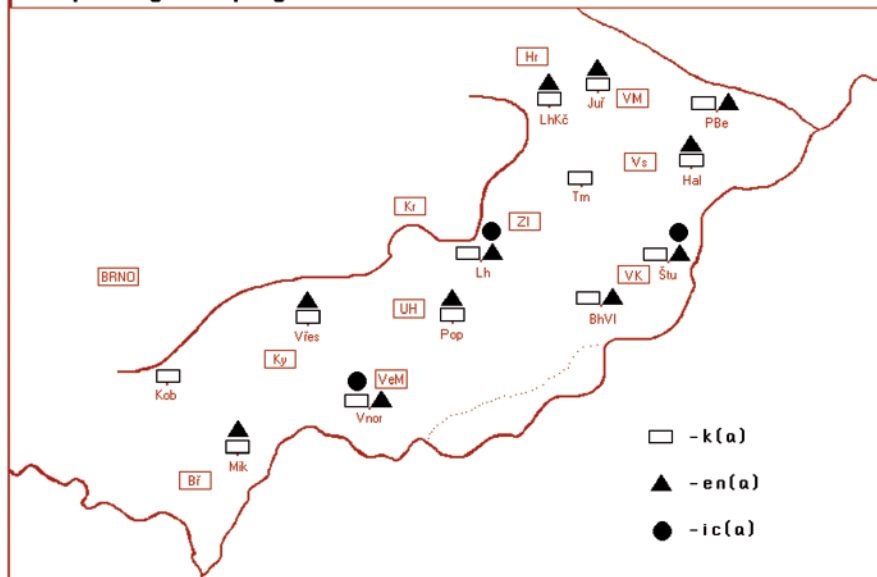 Hr
Juř
VM
LhKč
PBe
Vs
Hal
Trn
Kr
Zl
Lh
BRNO
VK
Štu
BhVl
Vřes
UH
Pop
Ky
Kob
VeM
Vnor
Mik
Bř
-k(a)
-en(a)
-ic(a)